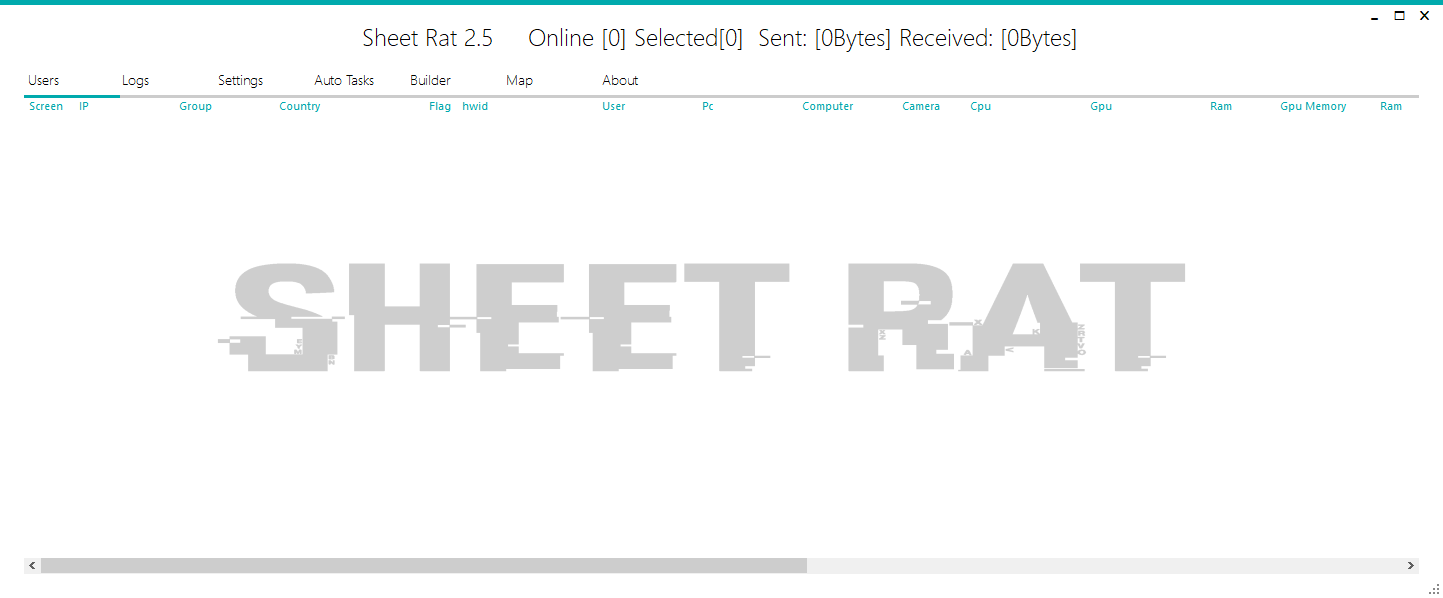 Sheet Rat 2.5 Online [0] Selected[0] Sent: [0Bytes] Received: [0Bytes]
Users Logs Settings Auto Tasks Builder Map About
Screen IP Group Country Flag hwid User Pc Computer Camera Cpu Gpu Ram Gpu Memory Ram
SHEET RAT